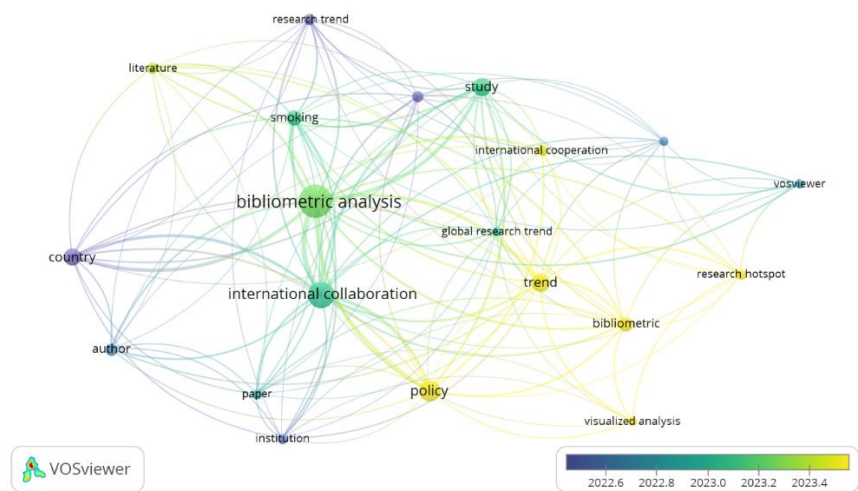 research trend
literature
study
smoking
international cooperation
vosviewer
bibliometric analysis
global research trend
country
research hotspot
trend
international collaboration
bibliometric
author
policy
paper
visualized analysis
institution
VOSviewer
2022.6 2022.8 2023.0 2023.2 2023.4